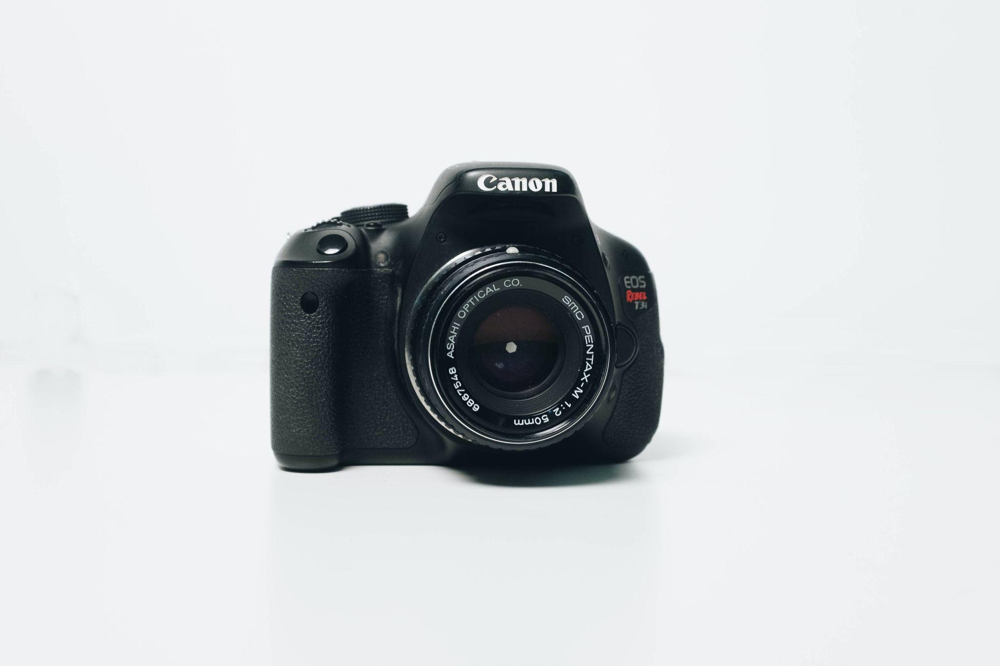 Canon
EOS
REBEL
T3i
SMC PENTAX-M 1:2 50mm
6867548 ASAHI OPTICAL CO.